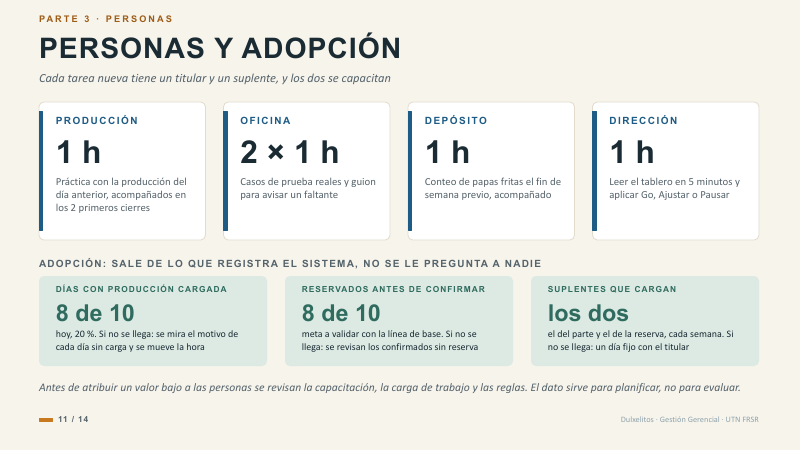 PARTE 3 · PERSONAS
PERSONAS Y ADOPCIÓN
Cada tarea nueva tiene un titular y un suplente, y los dos se capacitan
PRODUCCIÓN
1 h
Práctica con la producción del
día anterior, acompañados en
los 2 primeros cierres
OFICINA
2 × 1 h
Casos de prueba reales y guion
para avisar un faltante
DEPÓSITO
1 h
Conteo de papas fritas el fin de
semana previo, acompañado
DIRECCIÓN
1 h
Leer el tablero en 5 minutos y
aplicar Go, Ajustar o Pausar
ADOPCIÓN: SALE DE LO QUE REGISTRA EL SISTEMA, NO SE LE PREGUNTA A NADIE
DÍAS CON PRODUCCIÓN CARGADA
8 de 10
hoy, 20 %. Si no se llega: se mira el motivo de
cada día sin carga y se mueve la hora
RESERVADOS ANTES DE CONFIRMAR
8 de 10
meta a validar con la línea de base. Si no se
llega: se revisan los confirmados sin reserva
SUPLENTES QUE CARGAN
los dos
el del parte y el de la reserva, cada semana. Si
no se llega: un día fijo con el titular
Antes de atribuir un valor bajo a las personas se revisan la capacitación, la carga de trabajo y las reglas. El dato sirve para planificar, no para evaluar.
11 / 14
Dulxelitos · Gestión Gerencial · UTN FRSR